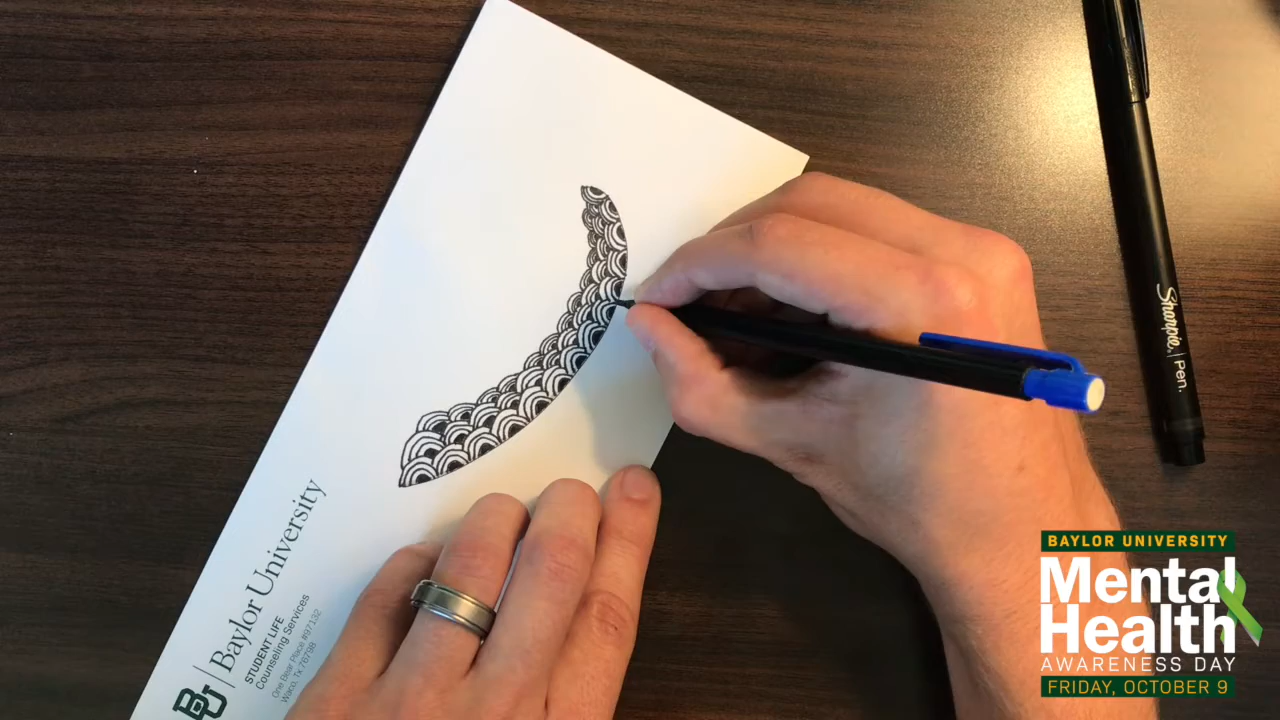 BU | Baylor University
STUDENT LIFE
Counseling Services
One Bear Place #97132
Waco, TX 76798
Sharpie. | Pen.
BAYLOR UNIVERSITY
Mental
Health
AWARENESS DAY
FRIDAY, OCTOBER 9